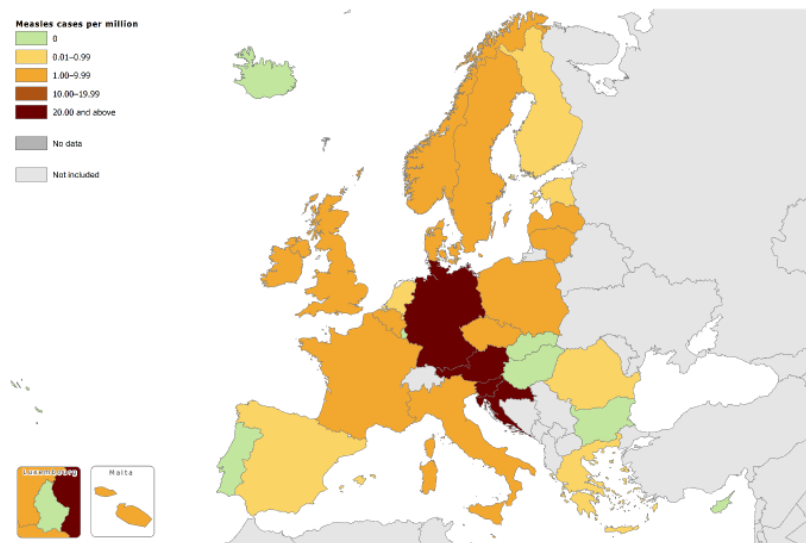 Measles cases per million
0
0.01–0.99
1.00–9.99
10.00–19.99
20.00 and above
No data
Not included
Luxembourg
Malta